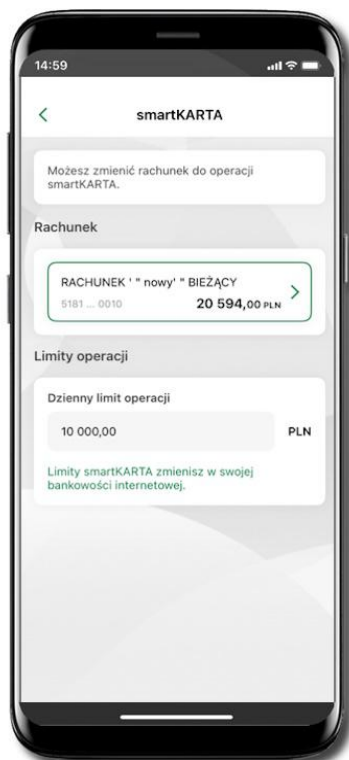 14:59
smartKARTA
Możesz zmienić rachunek do operacji
smartKARTA.
Rachunek
RACHUNEK ' " nowy' " BIEŻĄCY
5181 ... 0010 20 594,00 PLN
Limity operacji
Dzienny limit operacji
10 000,00 PLN
Limity smartKARTA zmienisz w swojej
bankowości internetowej.